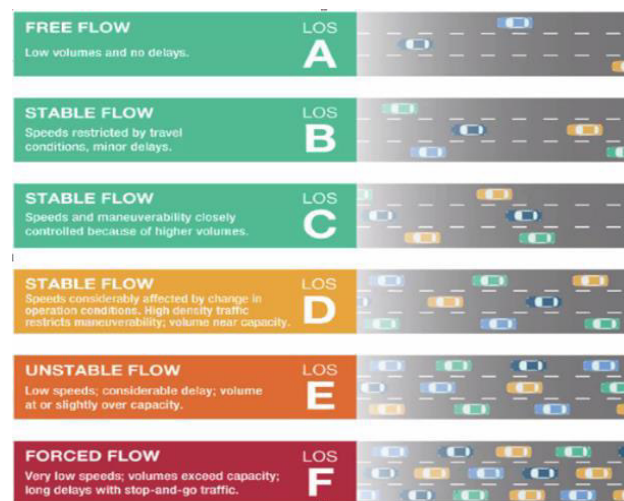 FREE FLOW
LOS
Low volumes and no delays.
A
STABLE FLOW
LOS
Speeds restricted by travel
conditions, minor delays.
B
STABLE FLOW
LOS
Speeds and maneuverability closely
controlled because of higher volumes.
C
STABLE FLOW
LOS
Speeds considerably affected by change in
operation conditions. High density traffic
restricts maneuverability; volume near capacity.
D
UNSTABLE FLOW
LOS
Low speeds; considerable delay; volume
at or slightly over capacity.
E
FORCED FLOW
LOS
Very low speeds; volumes exceed capacity;
long delays with stop-and-go traffic.
F